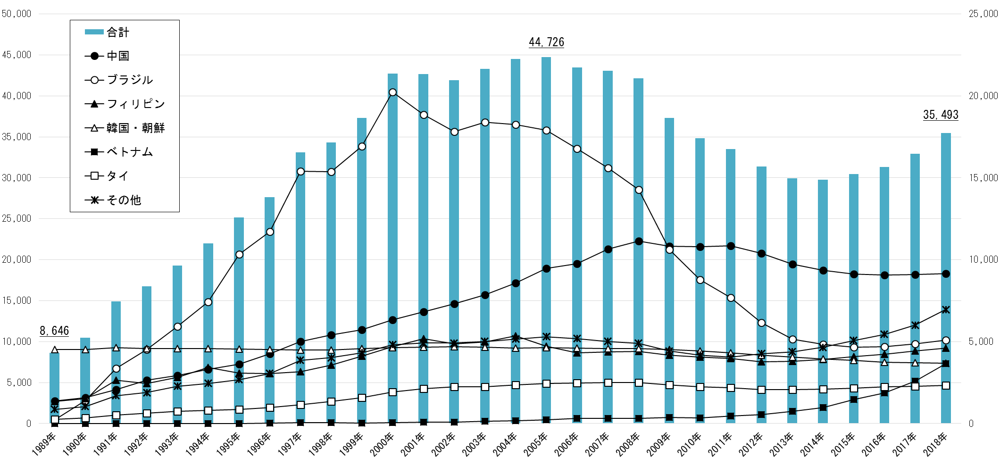 50,000
45,000
40,000
35,000
30,000
25,000
20,000
15,000
10,000
5,000
0
合計
中国
ブラジル
フィリピン
韓国・朝鮮
ベトナム
タイ
その他
8,646
44,726
35,493
25,000
20,000
15,000
10,000
5,000
0
1989年
1990年
1991年
1992年
1993年
1994年
1995年
1996年
1997年
1998年
1999年
2000年
2001年
2002年
2003年
2004年
2005年
2006年
2007年
2008年
2009年
2010年
2011年
2012年
2013年
2014年
2015年
2016年
2017年
2018年